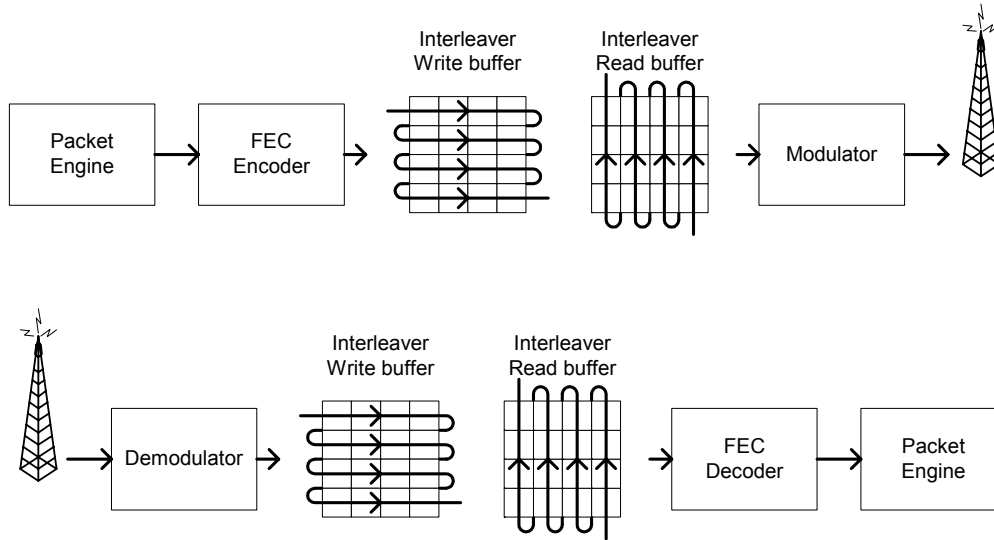 Interleaver
Write buffer
Interleaver
Read buffer
Packet
Engine
FEC
Encoder
Modulator
Interleaver
Write buffer
Interleaver
Read buffer
Demodulator
FEC
Decoder
Packet
Engine